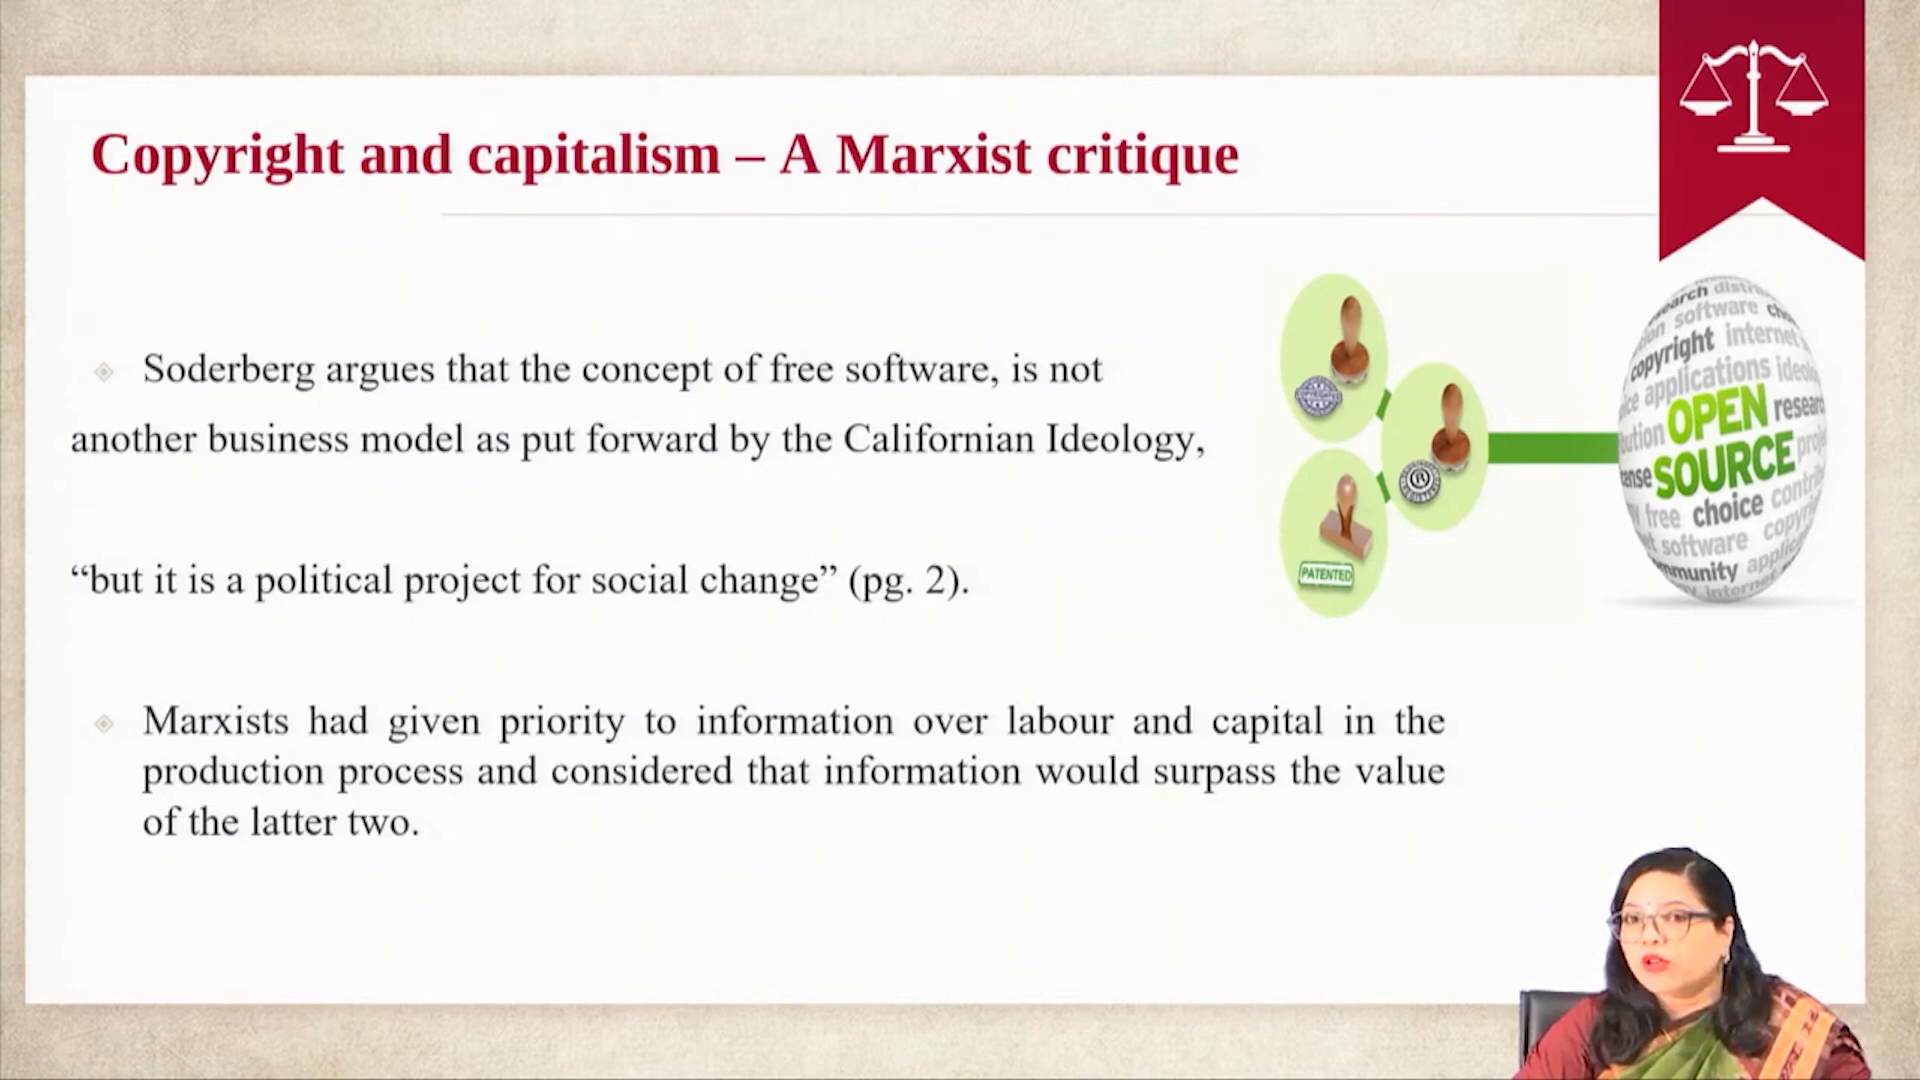 Copyright and capitalism – A Marxist critique
Soderberg argues that the concept of free software, is not
another business model as put forward by the Californian Ideology,
“but it is a political project for social change” (pg. 2).
Marxists had given priority to information over labour and capital in the
production process and considered that information would surpass the value
of the latter two.
PATENTED
®
software
copyright internet
applications
OPEN
SOURCE
free choice
software